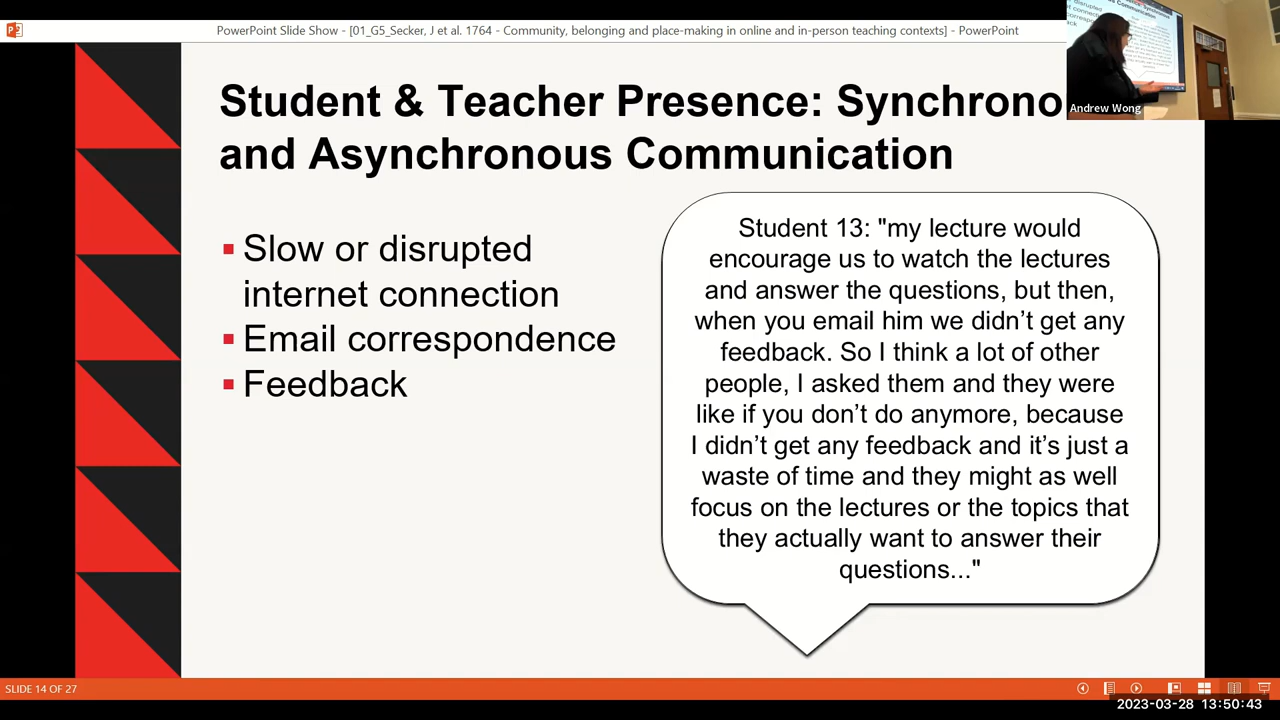 PowerPoint Slide Show - [01_G5_Secker, J et al. 1764 - Community, belonging and place-making in online and in-person teaching contexts] - PowerPoint
Andrew Wong
Student & Teacher Presence: Synchrono
and Asynchronous Communication
Slow or disrupted
internet connection
Email correspondence
Feedback
Student 13: "my lecture would
encourage us to watch the lectures
and answer the questions, but then,
when you email him we didn’t get any
feedback. So I think a lot of other
people, I asked them and they were
like if you don’t do anymore, because
I didn’t get any feedback and it’s just a
waste of time and they might as well
focus on the lectures or the topics that
they actually want to answer their
questions..."
SLIDE 14 OF 27
2023-03-28 13:50:43